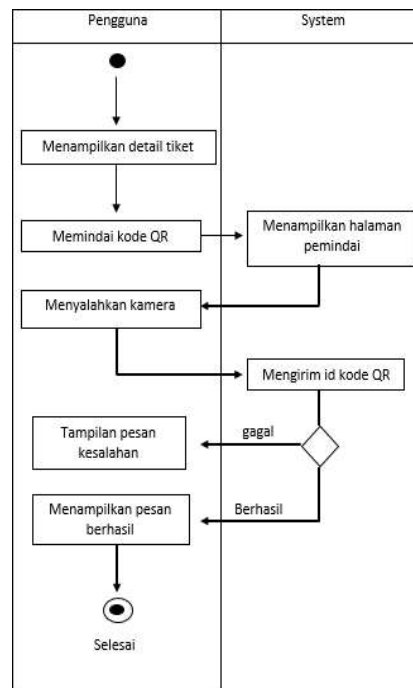 Pengguna
System
Menampilkan detail tiket
Memindai kode QR
Menampilkan halaman
pemindai
Menyalahkan kamera
Mengirim id kode QR
gagal
Tampilan pesan
kesalahan
Berhasil
Menampilkan pesan
berhasil
Selesai